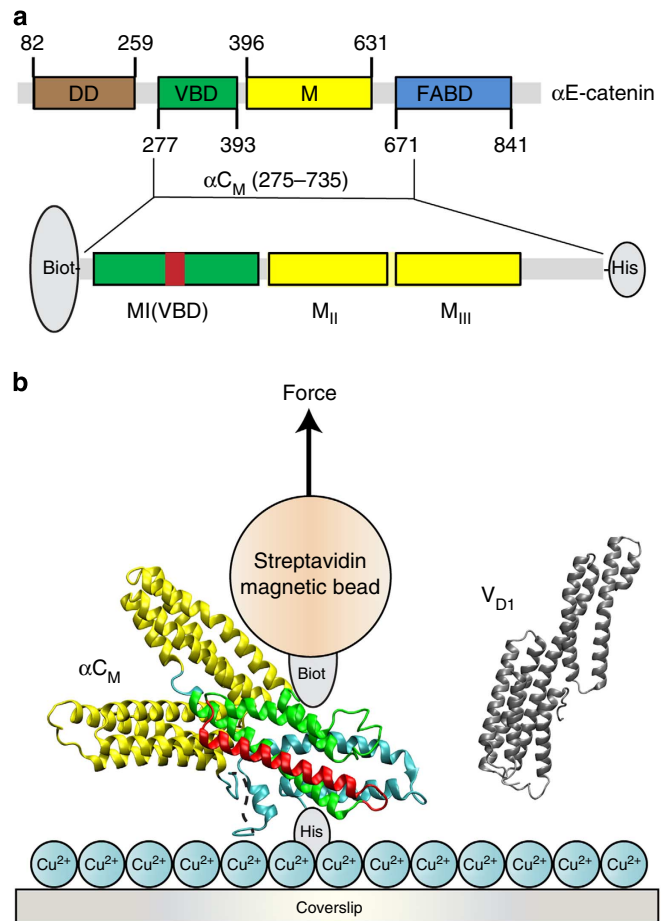 a
82 259 396 631
DD VBD M FABD αE-catenin
277 393 671 841
αCM (275–735)
Biot- -His
MI(VBD) MII MIII
b
Force
Streptavidin
magnetic bead
VD1
αCM
Biot
His
Cu2+ Cu2+ Cu2+ Cu2+ Cu2+ Cu2+ Cu2+ Cu2+ Cu2+ Cu2+ Cu2+ Cu2+ Cu2+
Coverslip